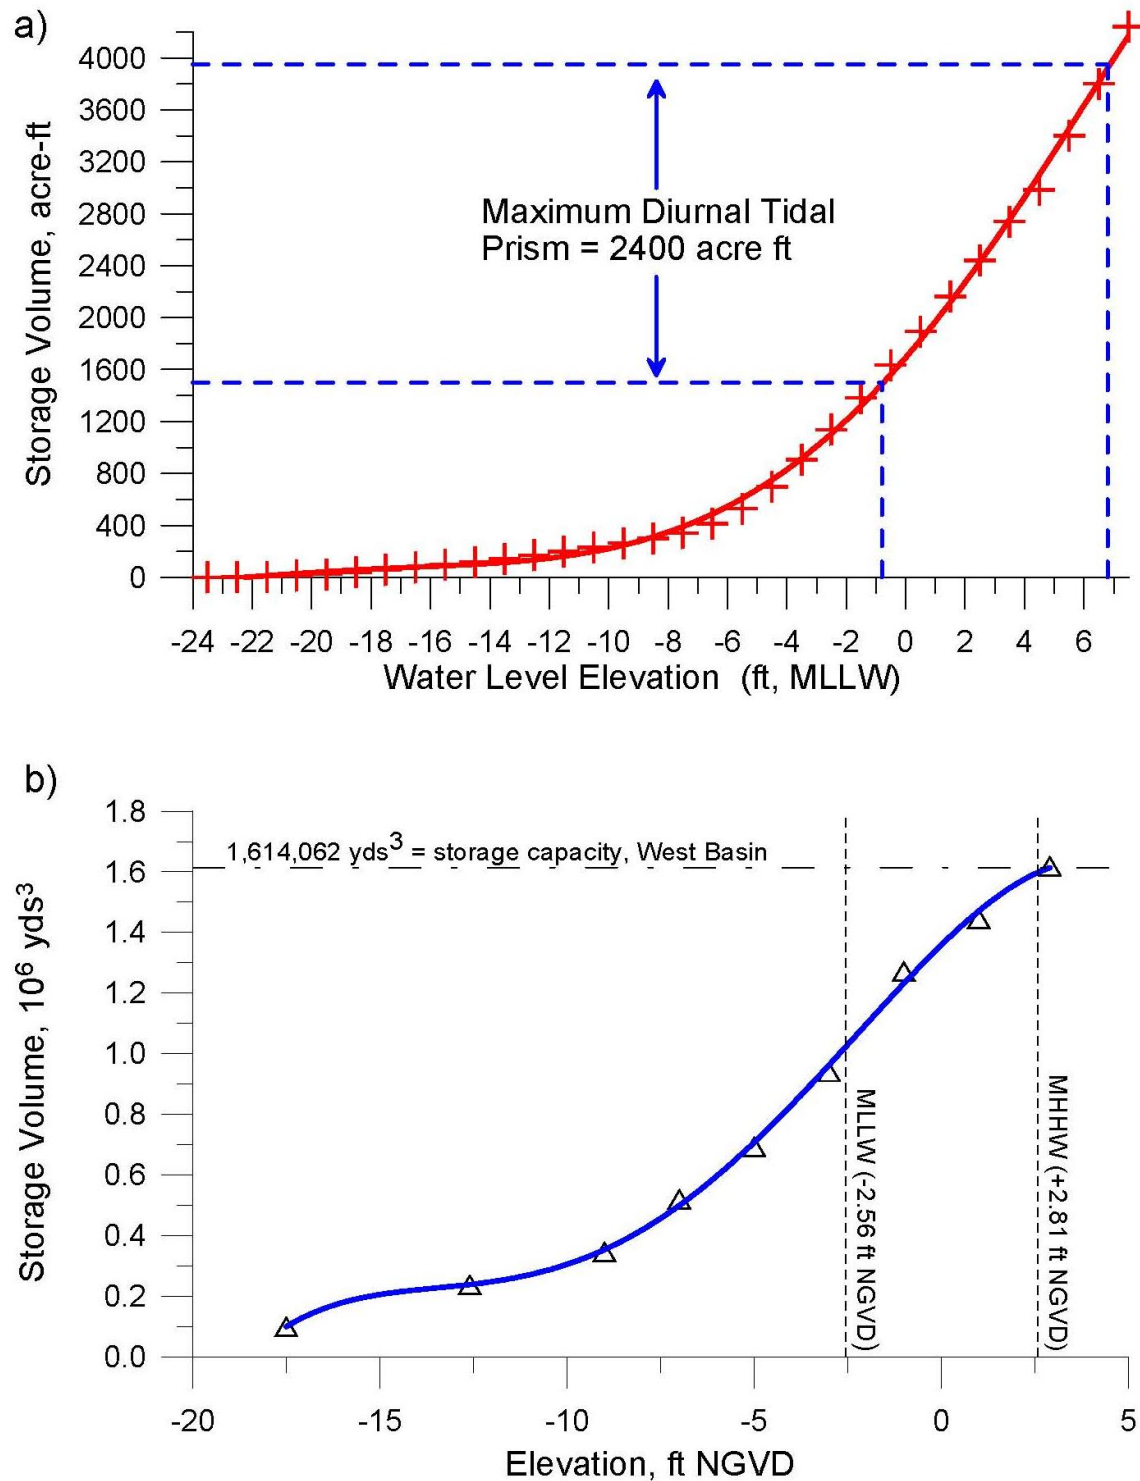 a)
Storage Volume, acre-ft
4000
3600
3200
2800
2400
2000
1600
1200
800
400
0
Maximum Diurnal Tidal
Prism = 2400 acre ft
-24 -22 -20 -18 -16 -14 -12 -10 -8 -6 -4 -2 0 2 4 6
Water Level Elevation (ft, MLLW)
b)
Storage Volume, 10⁶ yds³
1.8
1.6
1.4
1.2
1.0
0.8
0.6
0.4
0.2
0.0
1,614,062 yds³ = storage capacity, West Basin
MLLW (-2.56 ft NGVD)
MHHW (+2.81 ft NGVD)
-20 -15 -10 -5 0 5
Elevation, ft NGVD